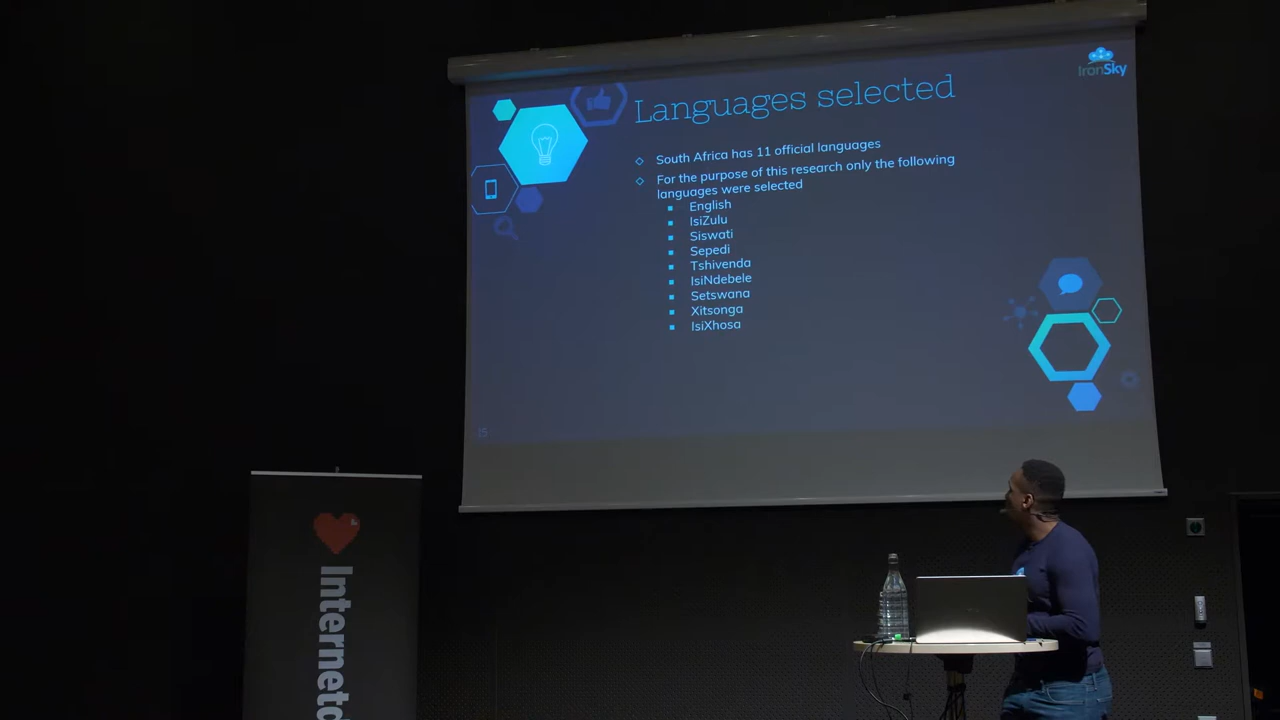 IronSky
Languages selected
South Africa has 11 official languages
For the purpose of this research only the following
languages were selected
English
IsiZulu
Siswati
Sepedi
Tshivenda
IsiNdebele
Setswana
Xitsonga
IsiXhosa
15